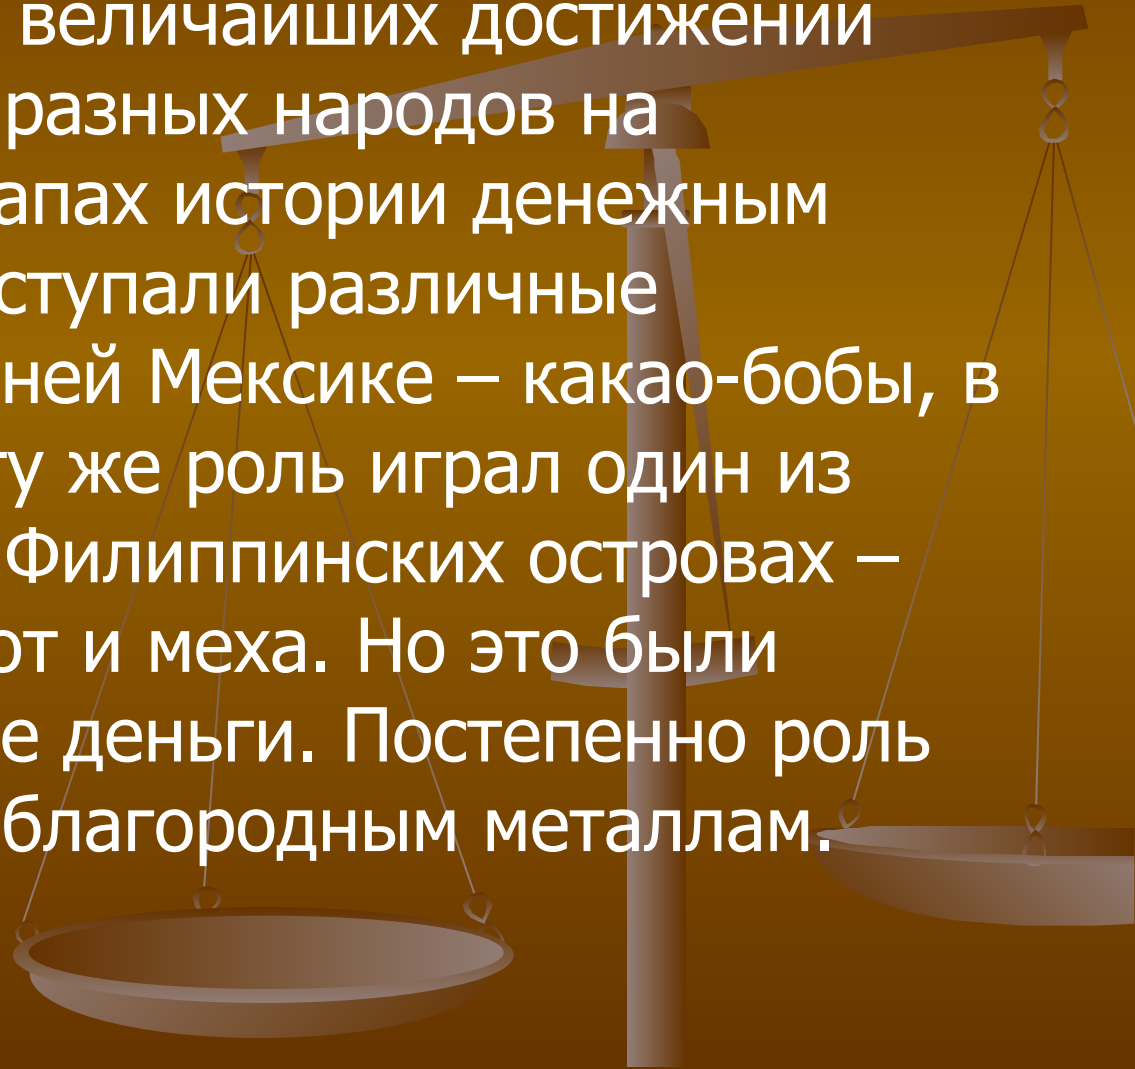 величайших достижений
разных народов на
апах истории денежным
ступали различные
ней Мексике – какао-бобы, в
ту же роль играл один из
Филиппинских островах –
от и меха. Но это были
е деньги. Постепенно роль
благородным металлам.